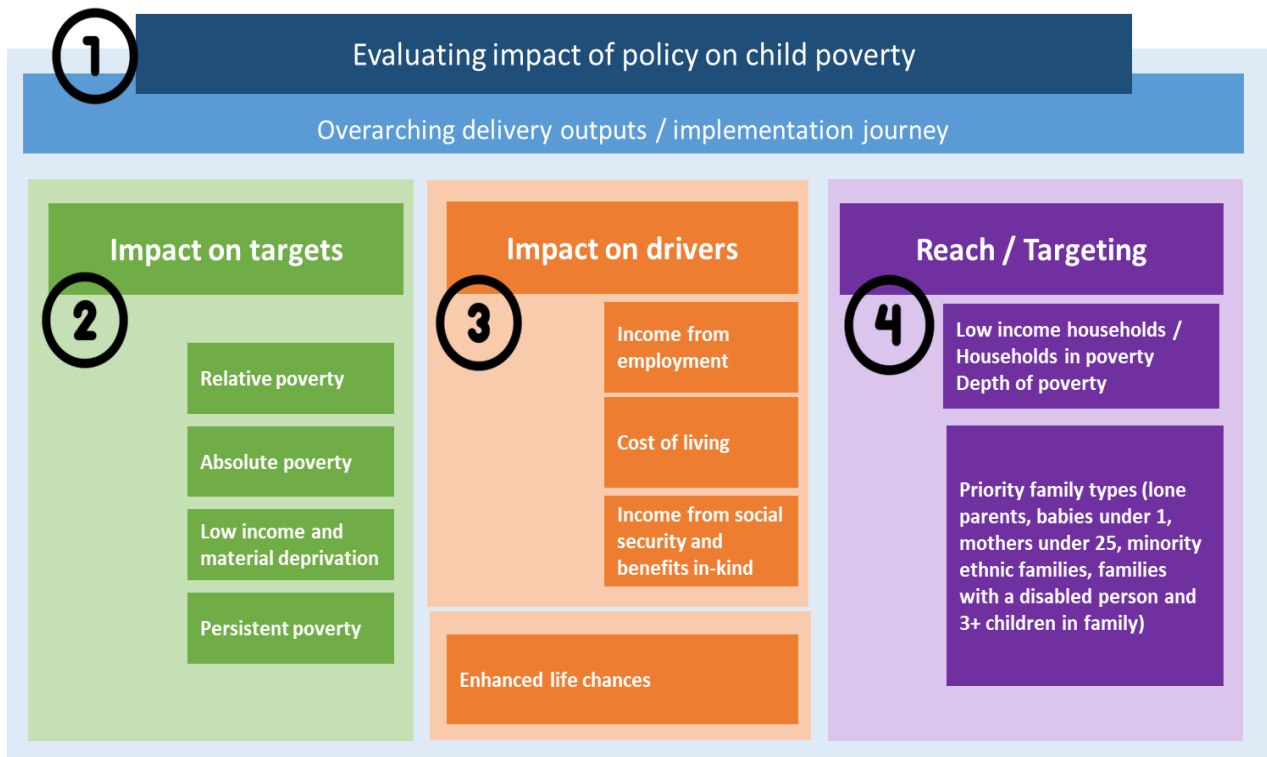 1
Evaluating impact of policy on child poverty
Overarching delivery outputs / implementation journey
Impact on targets
2
Relative poverty
Absolute poverty
Low income and
material deprivation
Persistent poverty
Impact on drivers
3
Income from
employment
Cost of living
Income from social
security and
benefits in-kind
Enhanced life chances
Reach / Targeting
4
Low income households /
Households in poverty
Depth of poverty
Priority family types (lone
parents, babies under 1,
mothers under 25, minority
ethnic families, families
with a disabled person and
3+ children in family)